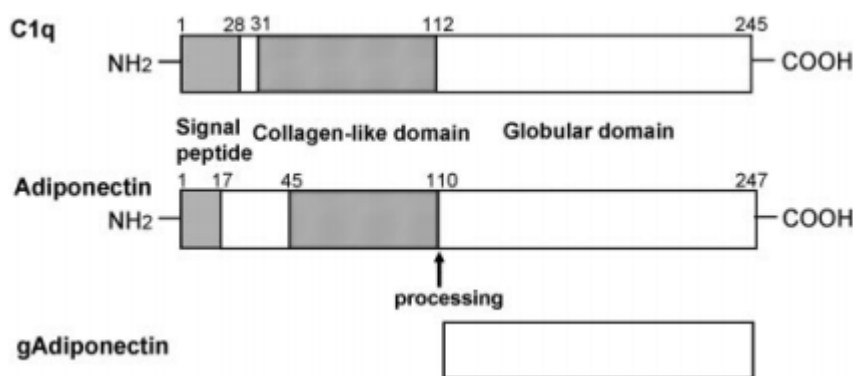 1 28 31 112 245
C1q
NH2 COOH
Signal peptide Collagen-like domain Globular domain
Adiponectin
1 17 45 110 247
NH2 COOH
processing
gAdiponectin